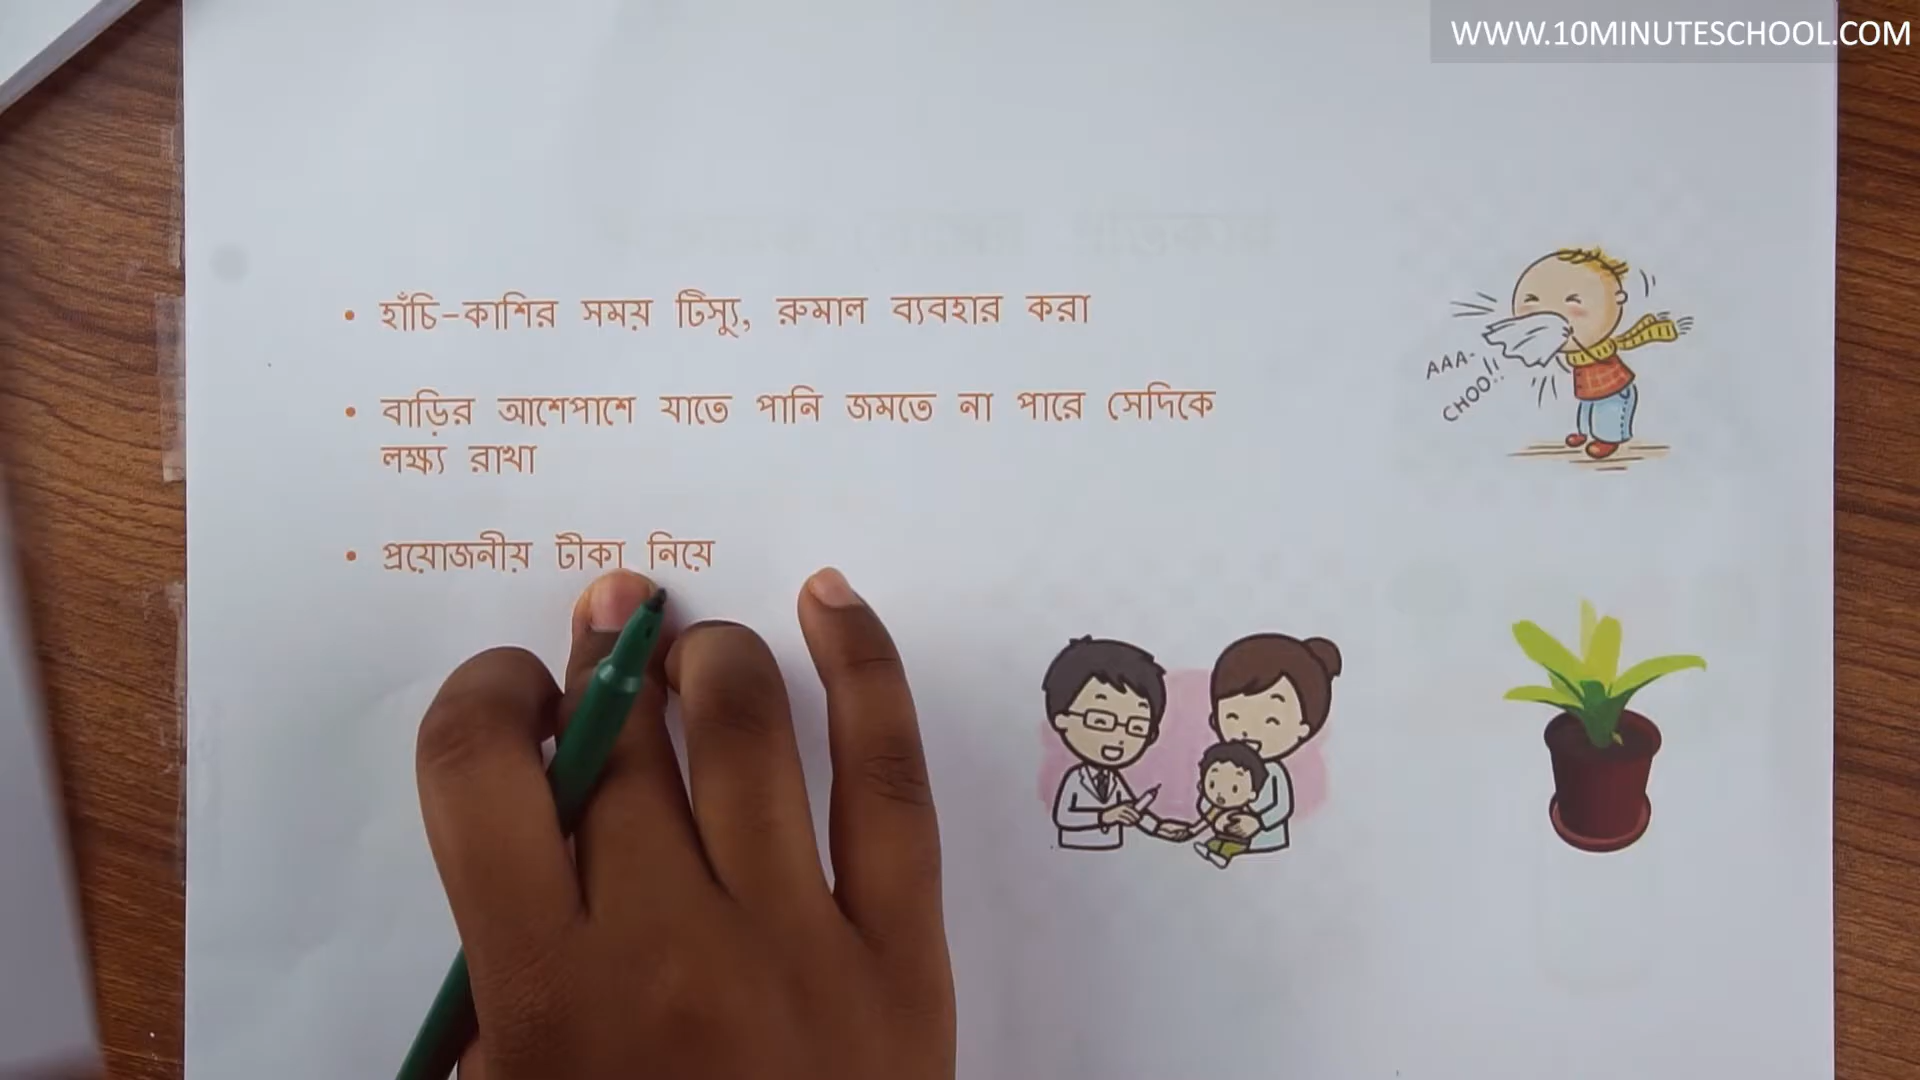 WWW.10MINUTESCHOOL.COM
• হাঁচি-কাশির সময় টিস্যু, রুমাল ব্যবহার করা
• বাড়ির আশেপাশে যাতে পানি জমতে না পারে সেদিকে
লক্ষ্য রাখা
• প্রয়োজনীয় টীকা নিয়ে
AAA-
CHOO!!